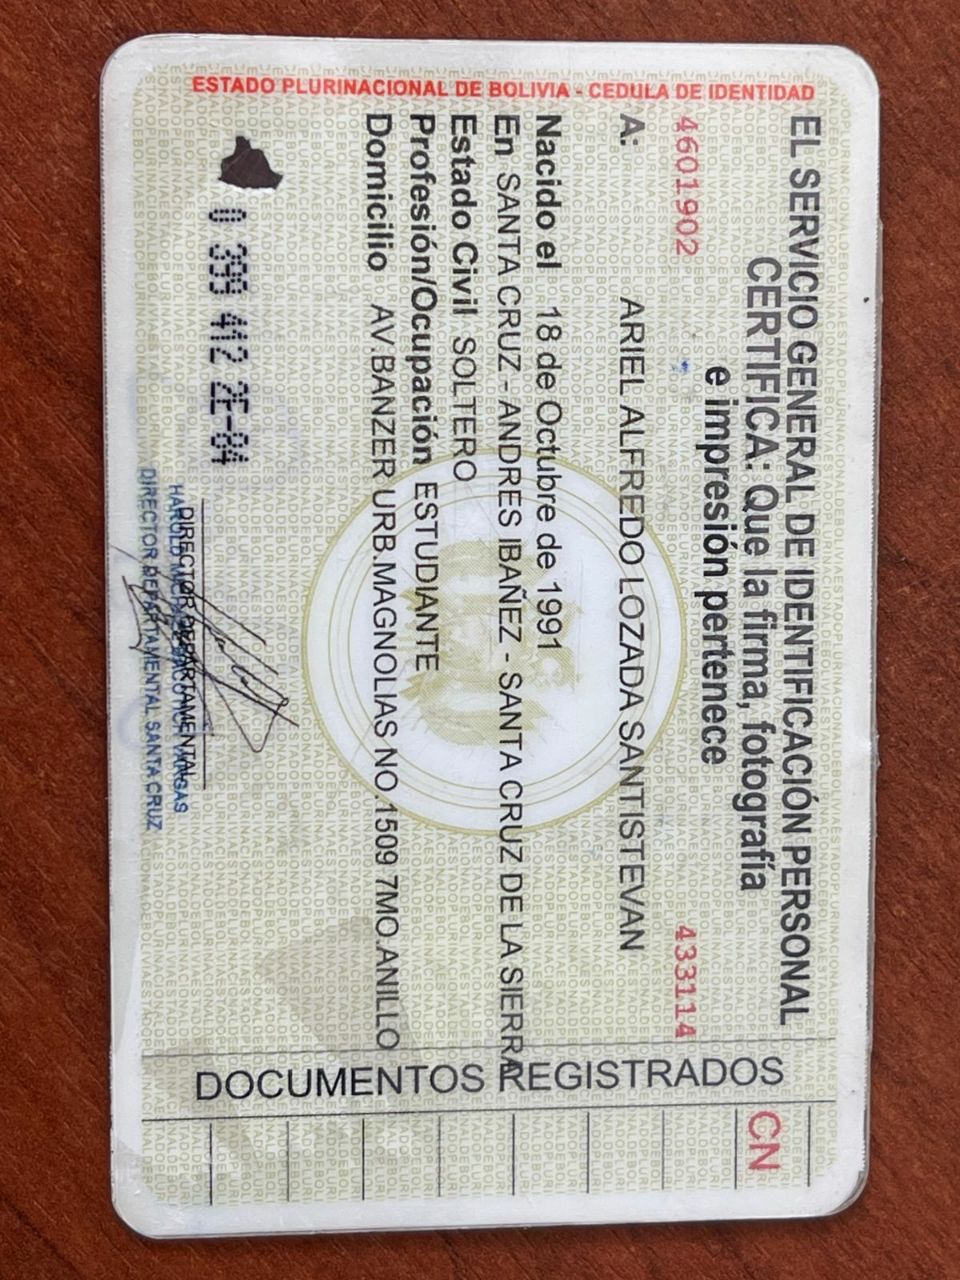 ESTADO PLURINACIONAL DE BOLIVIA - CEDULA DE IDENTIDAD
EL SERVICIO GENERAL DE IDENTIFICACIÓN PERSONAL
CERTIFICA: Que la firma, fotografía
e impresión pertenece
4601902 433114
A: ARIEL ALFREDO LOZADA SANTISTEVAN
Nacido el 18 de Octubre de 1991
En SANTA CRUZ - ANDRES IBAÑEZ - SANTA CRUZ DE LA SIERRA
Estado Civil SOLTERO
Profesión/Ocupación ESTUDIANTE
Domicilio AV.BANZER URB.MAGNOLIAS NO.1509 7MO.ANILLO
0 399 412 2E-84
DIRECTOR DEPARTAMENTAL
DIRECTOR DEPARTAMENTAL SANTA CRUZ
DOCUMENTOS REGISTRADOS
CN